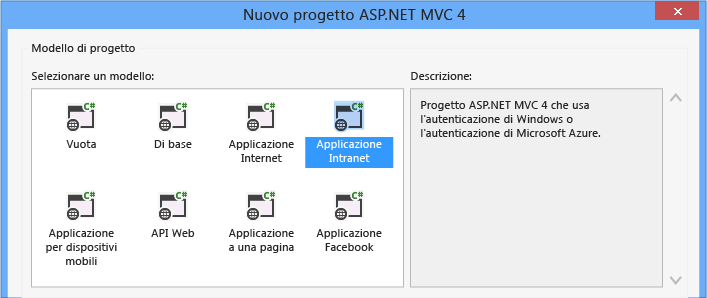 Nuovo progetto ASP.NET MVC 4
Modello di progetto
Selezionare un modello:
Descrizione:
C# C# C# C#
Vuota
Di base
Applicazione
Internet
Applicazione
Intranet
C# C# C# C#
Applicazione
per dispositivi
mobili
API Web
Applicazione
a una pagina
Applicazione
Facebook
Progetto ASP.NET MVC 4 che usa
l'autenticazione di Windows o
l'autenticazione di Microsoft Azure.